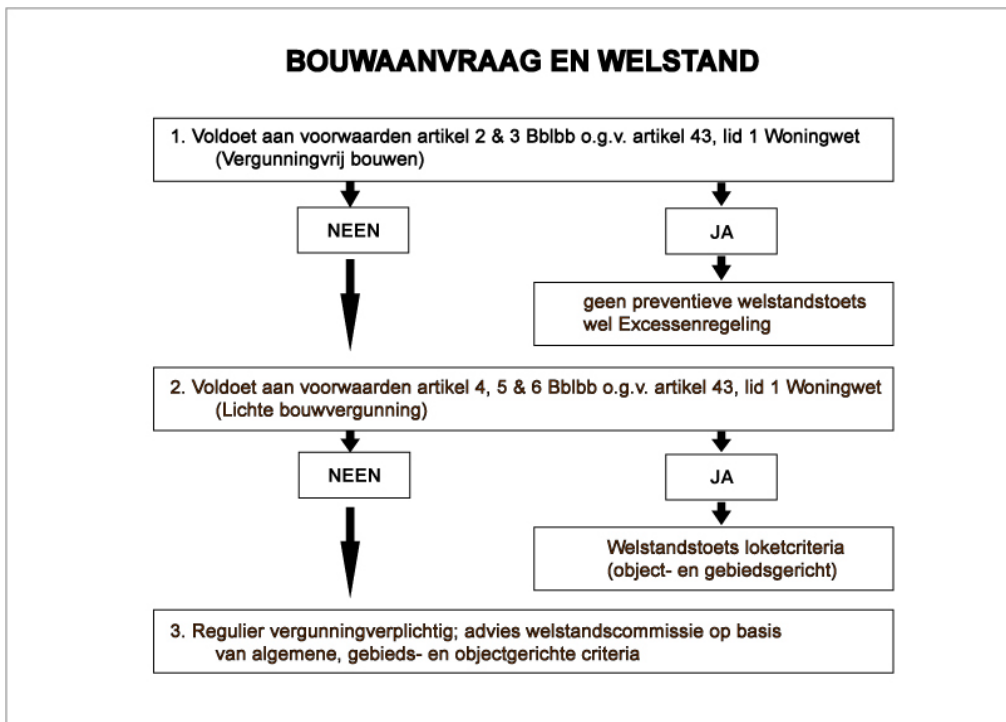 BOUWAANVRAAG EN WELSTAND
1. Voldoet aan voorwaarden artikel 2 & 3 Bblbb o.g.v. artikel 43, lid 1 Woningwet
(Vergunningvrij bouwen)
NEEN
JA
geen preventieve welstandstoets
wel Excessenregeling
2. Voldoet aan voorwaarden artikel 4, 5 & 6 Bblbb o.g.v. artikel 43, lid 1 Woningwet
(Lichte bouwvergunning)
NEEN
JA
Welstandstoets loketcriteria
(object- en gebiedsgericht)
3. Regulier vergunningverplichtig; advies welstandscommissie op basis
van algemene, gebieds- en objectgerichte criteria